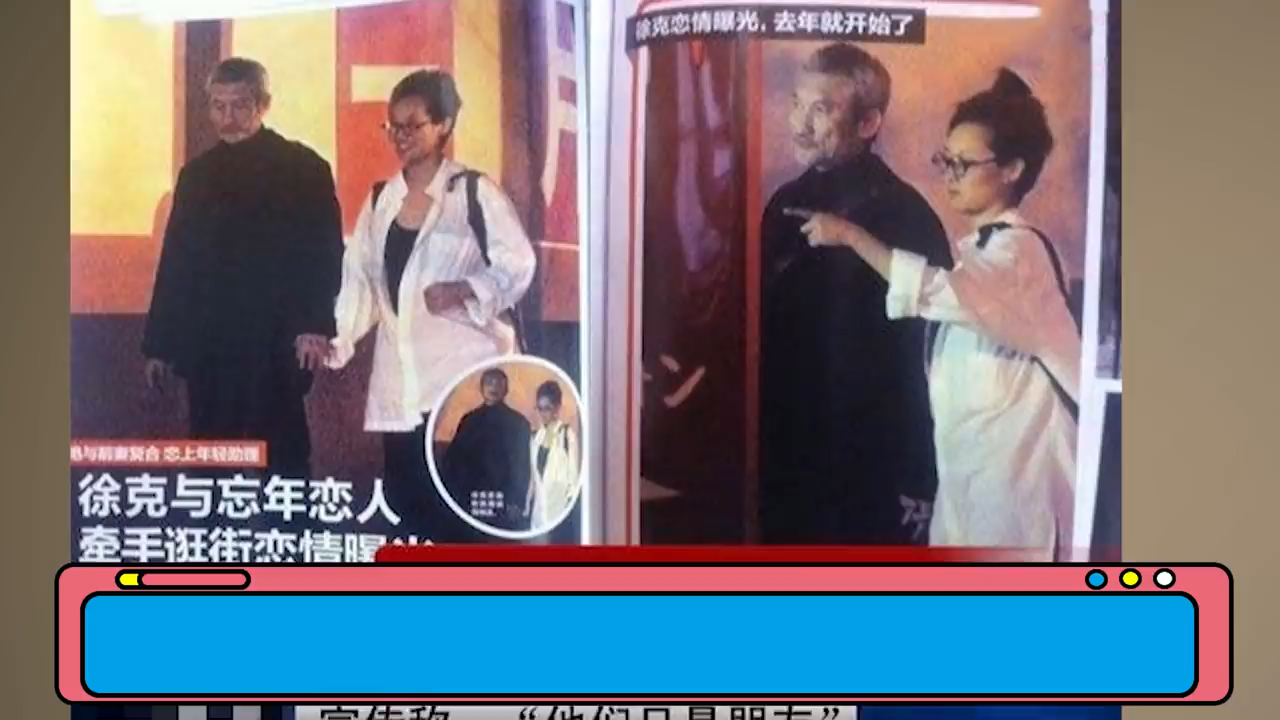 徐克恋情曝光，去年就开始了
绝与前妻复合 恋上年轻助理
徐克与忘年恋人
牵手逛街恋情曝光
宣传称 “他们只是朋友”